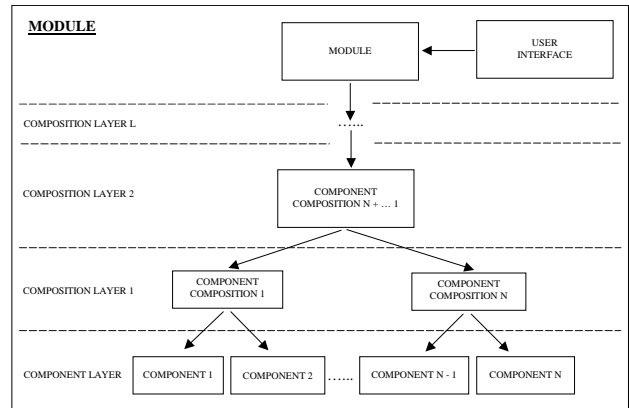 MODULE
MODULE
USER
INTERFACE
COMPOSITION LAYER L
…...
COMPOSITION LAYER 2
COMPONENT
COMPOSITION N + … 1
COMPOSITION LAYER 1
COMPONENT
COMPOSITION 1
COMPONENT
COMPOSITION N
COMPONENT LAYER
COMPONENT 1
COMPONENT 2
…...
COMPONENT N - 1
COMPONENT N